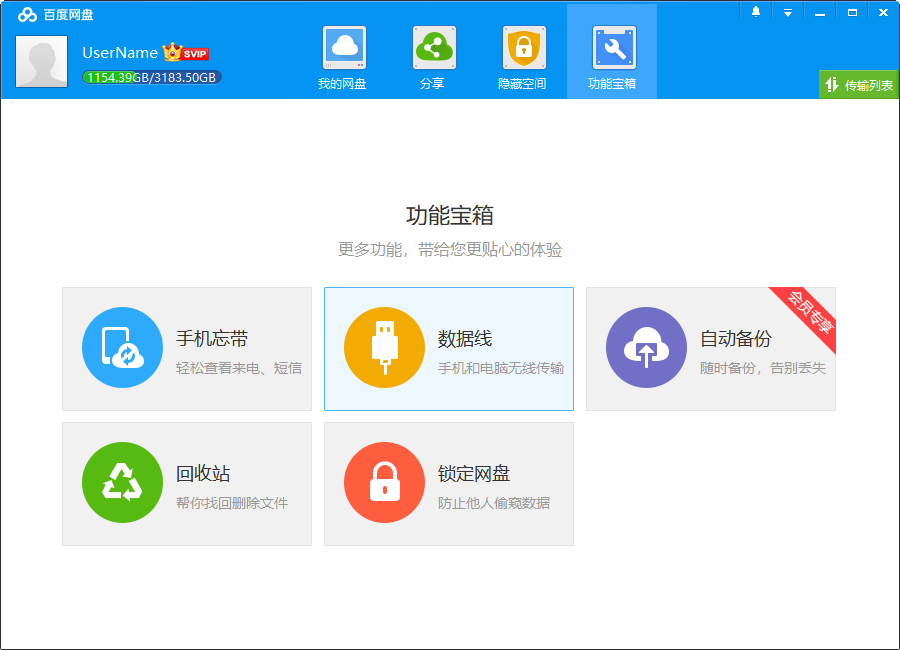 百度网盘
UserName SVIP
1154.39GB/3183.50GB
我的网盘
分享
隐藏空间
功能宝箱
传输列表
功能宝箱
更多功能，带给您更贴心的体验
手机忘带
轻松查看来电、短信
数据线
手机和电脑无线传输
自动备份
随时备份，告别丢失
会员专享
回收站
帮你找回删除文件
锁定网盘
防止他人偷窥数据